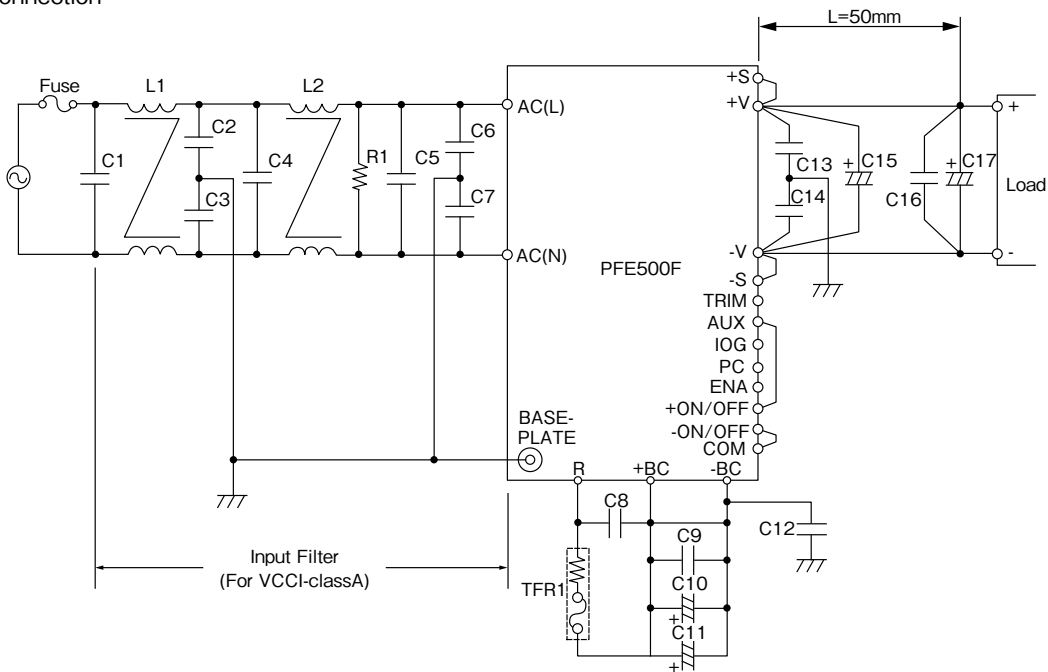 onnection
L=50mm
Fuse
L1
L2
+S
+V
AC(L)
C1
C2
C3
C4
R1
C5
C6
C7
C13
C14
+
C15
C16
+
C17
+
Load
-
AC(N)
PFE500F
-V
-S
TRIM
AUX
IOG
PC
ENA
+ON/OFF
-ON/OFF
COM
BASE-
PLATE
R
+BC
-BC
C8
C9
C10
+
C11
+
C12
TFR1
Input Filter
(For VCCI-classA)